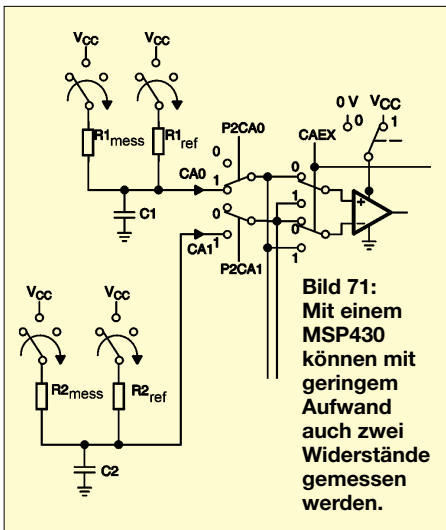 VCC VCC
R1mess R1ref
C1
CA0
P2CA0
0
1
0
1
CA1
P2CA1
CAEX
0
1
0
1
0 V VCC
0 1
+
−
VCC VCC
R2mess R2ref
C2
Bild 71:
Mit einem
MSP430
können mit
geringem
Aufwand
auch zwei
Widerstände
gemessen
werden.